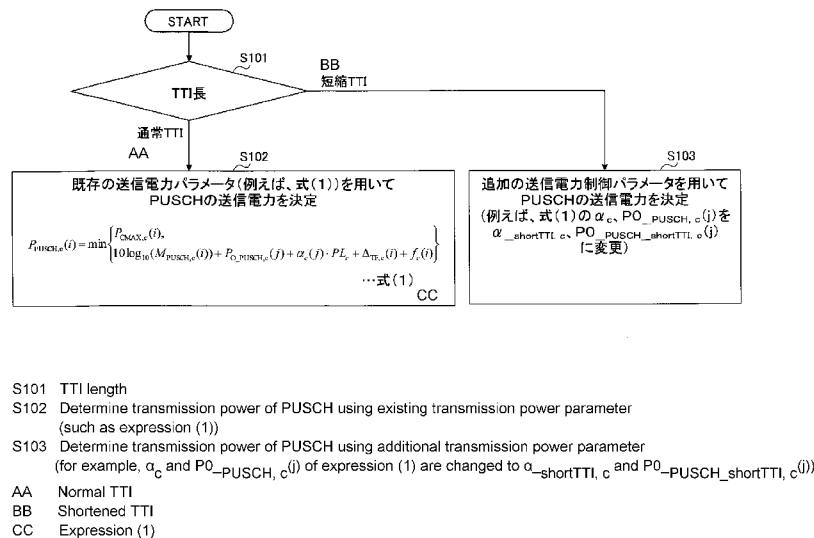 START
S101
TTI長
BB
短縮TTI
通常TTI
AA
S102
既存の送信電力パラメータ(例えば、式(1))を用いて
PUSCHの送信電力を決定
P_PUSCH,c(i) = min{P_CMAX,c(i),
10log_10(M_PUSCH,c(i)) + P_O_PUSCH,c(j) + α_c(j)・PL_c + Δ_TF,c(i) + f_c(i)}
…式(1)
CC
S103
追加の送信電力制御パラメータを用いて
PUSCHの送信電力を決定
(例えば、式(1)のα_c、P0_PUSCH, c(j)を
α_shortTTI, c、P0_PUSCH_shortTTI, c(j)
に変更)
S101 TTI length
S102 Determine transmission power of PUSCH using existing transmission power parameter
(such as expression (1))
S103 Determine transmission power of PUSCH using additional transmission power parameter
(for example, α_c and P0_PUSCH, c(j) of expression (1) are changed to α_shortTTI, c and P0_PUSCH_shortTTI, c(j))
AA Normal TTI
BB Shortened TTI
CC Expression (1)